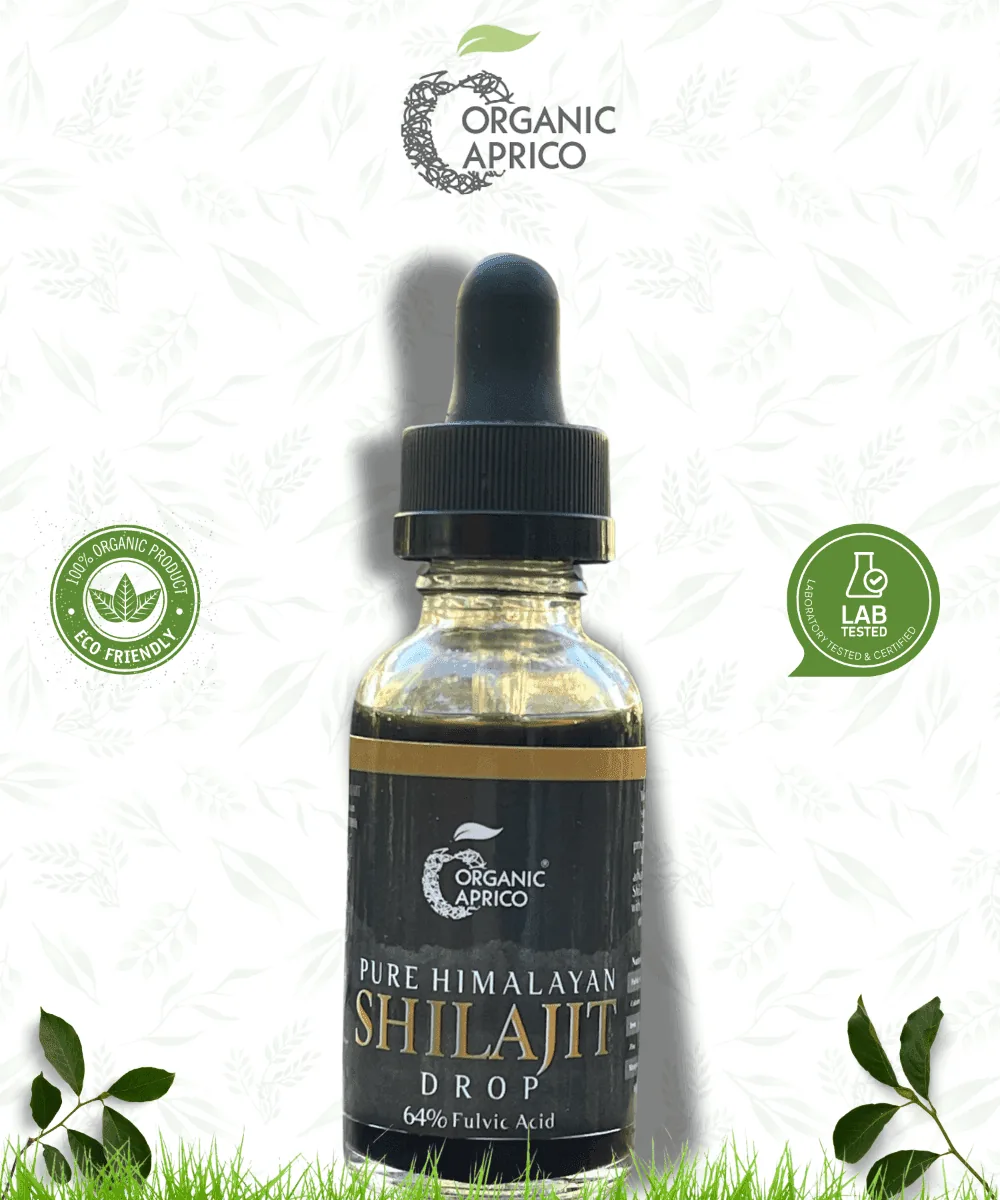 ORGANIC
APRICO
100% ORGANIC PRODUCT
ECO FRIENDLY
LAB
TESTED
LABORATORY TESTED & CERTIFIED
ORGANIC®
APRICO
PURE HIMALAYAN
SHILAJIT
DROP
64% Fulvic Acid